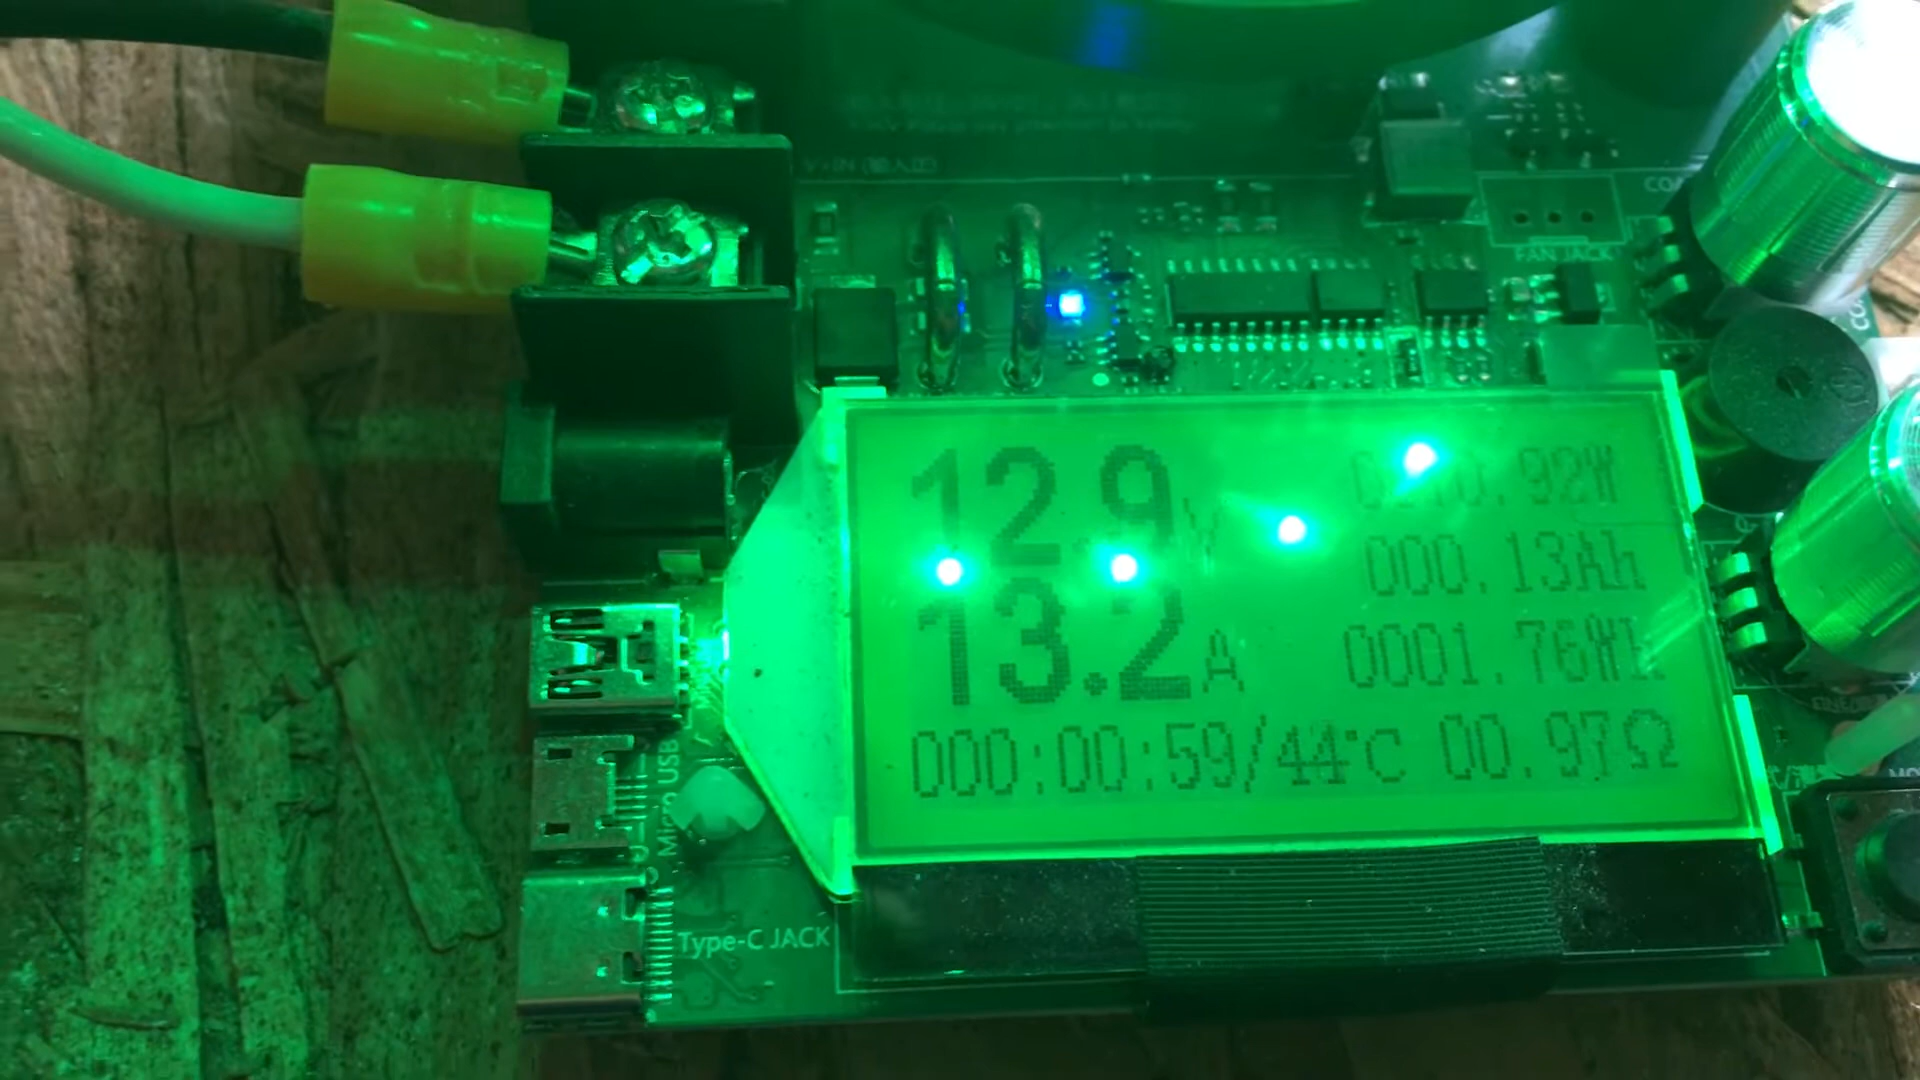 FAN JACK
12.9V
13.2A
000.13Ah
0001.76Wh
000:00:59/44°C 00.97Ω
Micro USB
Type-C JACK